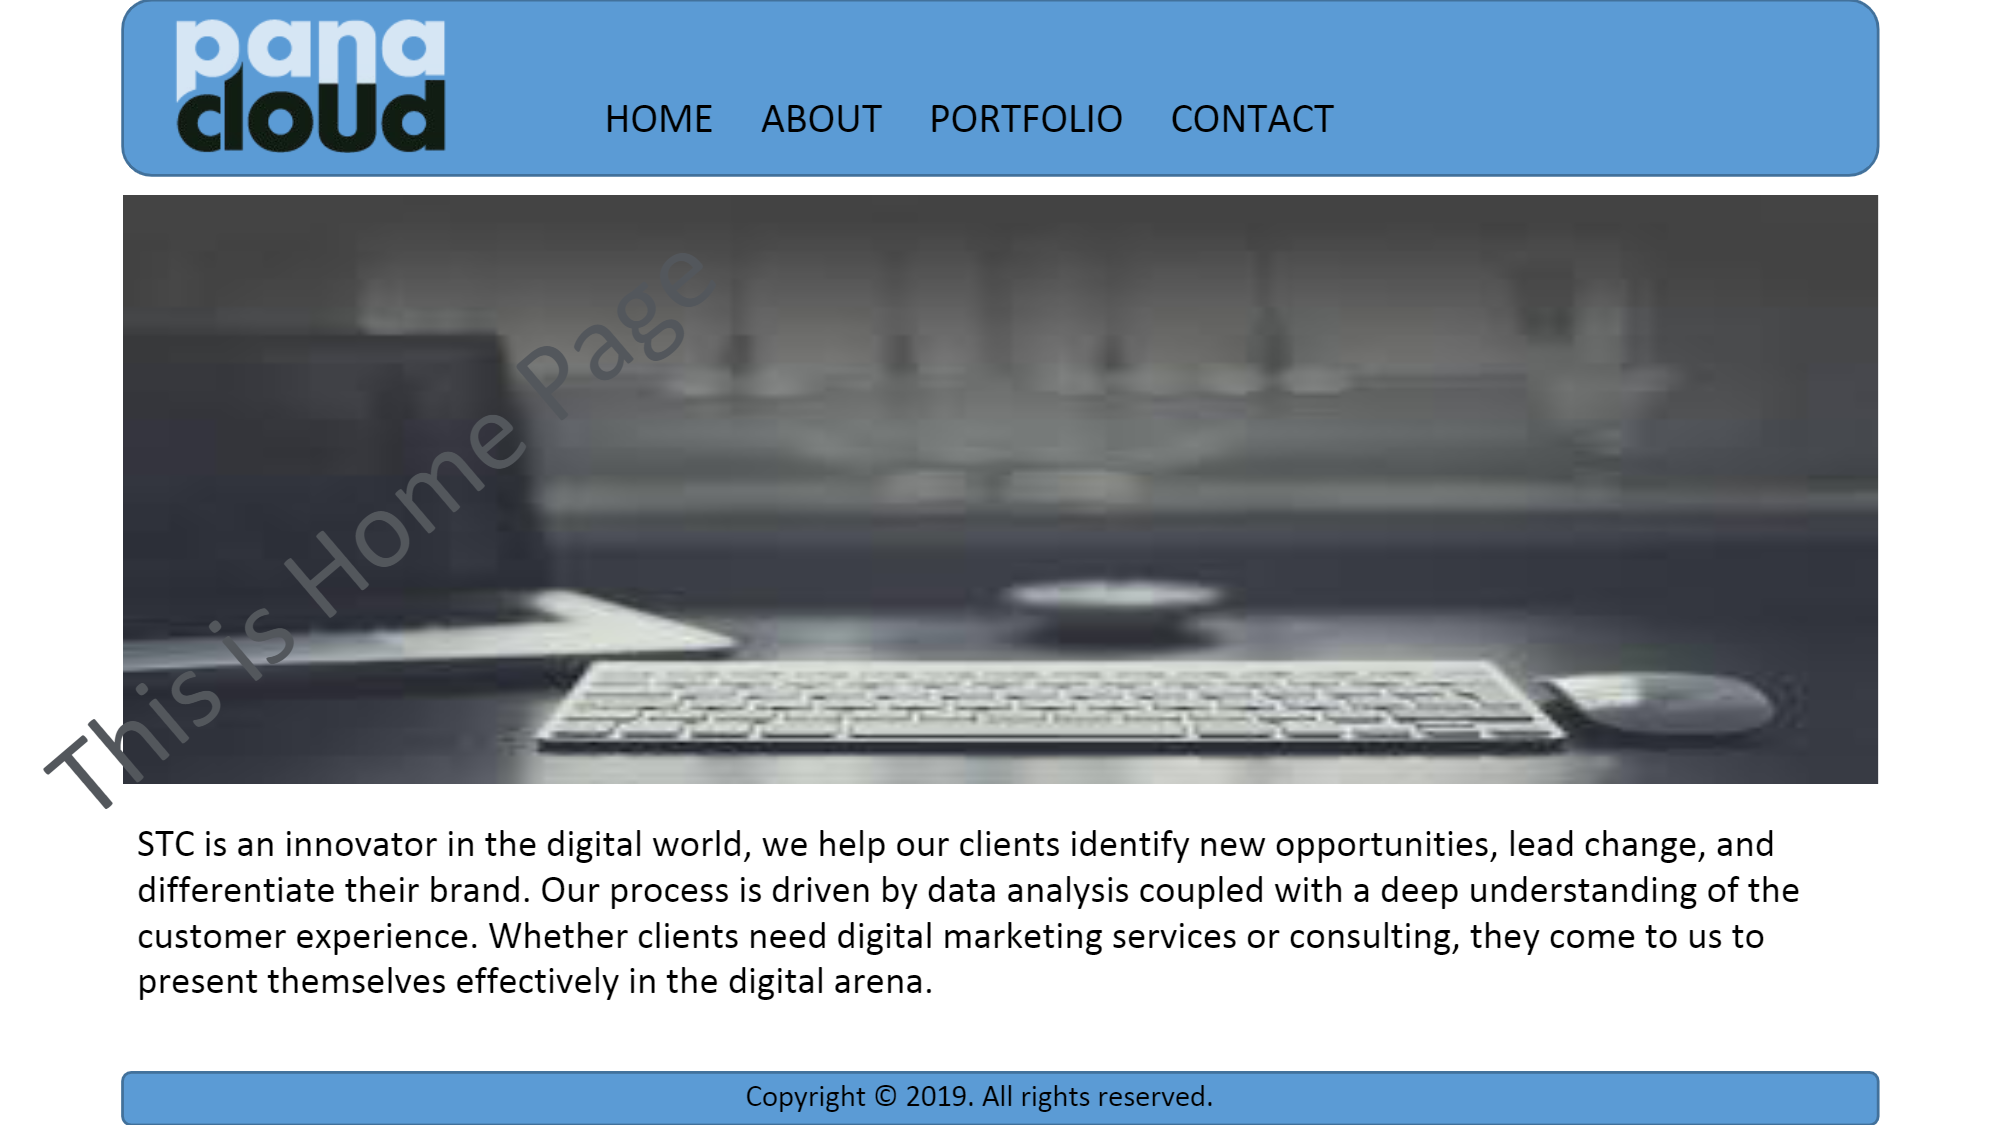 pana
cloud
HOME ABOUT PORTFOLIO CONTACT
This is Home Page
STC is an innovator in the digital world, we help our clients identify new opportunities, lead change, and
differentiate their brand. Our process is driven by data analysis coupled with a deep understanding of the
customer experience. Whether clients need digital marketing services or consulting, they come to us to
present themselves effectively in the digital arena.
Copyright © 2019. All rights reserved.